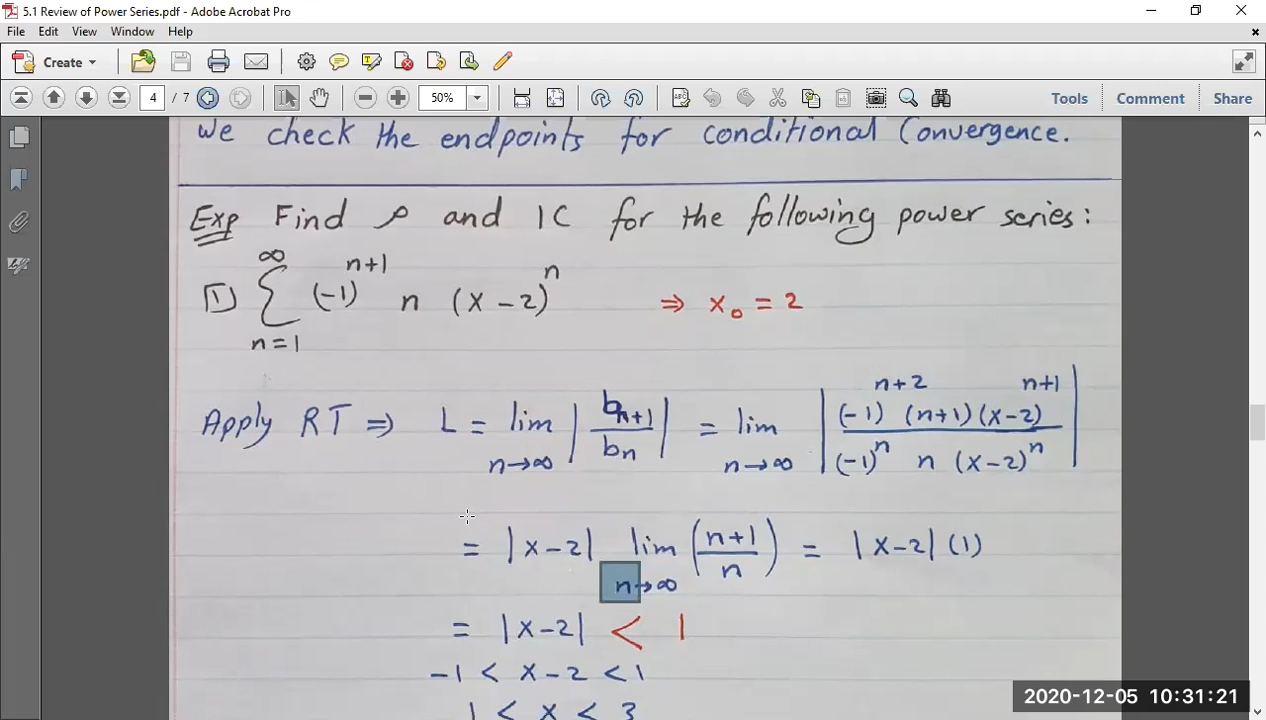 5.1 Review of Power Series.pdf - Adobe Acrobat Pro
File Edit View Window Help
Create
4 / 7 50% Tools Comment Share
We check the endpoints for conditional Convergence.
Exp Find ρ and IC for the following power series:
1 ∑_{n=1}^{∞} (-1)^{n+1} n (x-2)^n ⇒ x₀ = 2
Apply RT ⇒ L = lim_{n→∞} | b_{n+1} / b_n | = lim_{n→∞} | (-1)^{n+2} (n+1) (x-2)^{n+1} / (-1)^n n (x-2)^n |
= |x-2| lim_{n→∞} ( n+1 / n ) = |x-2| (1)
= |x-2| < 1
-1 < x-2 < 1
1 < x < 3
2020-12-05 10:31:21